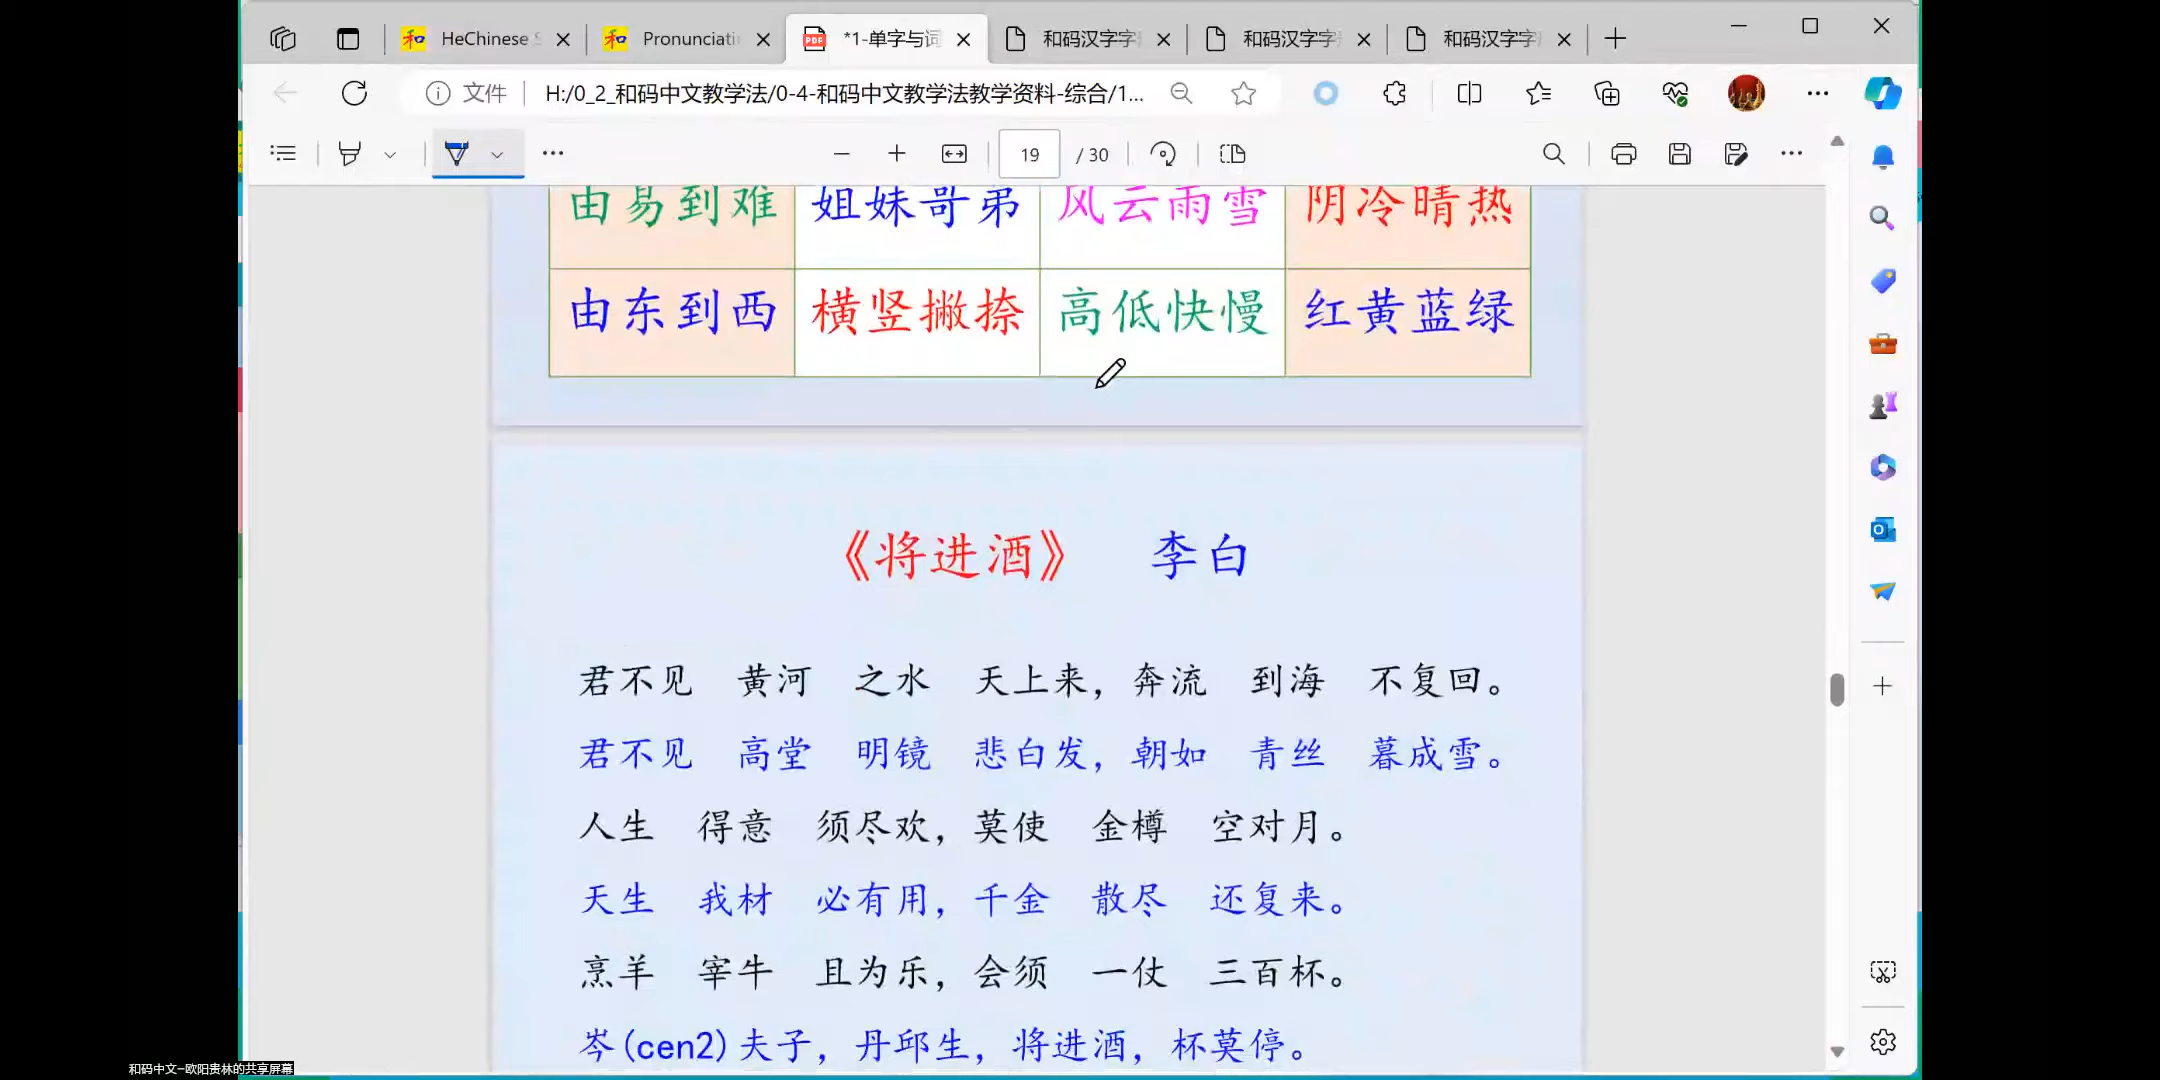 HeChinese S
Pronunciati
*1-单字与词
和码汉字字
和码汉字字
和码汉字字
文件 H:/0_2_和码中文教学法/0-4-和码中文教学法教学资料-综合/1...
19 / 30
由易到难 姐妹哥弟 风云雨雪 阴冷晴热
由东到西 横竖撇捺 高低快慢 红黄蓝绿
《将进酒》 李白
君不见 黄河 之水 天上来，奔流 到海 不复回。
君不见 高堂 明镜 悲白发，朝如 青丝 暮成雪。
人生 得意 须尽欢，莫使 金樽 空对月。
天生 我材 必有用，千金 散尽 还复来。
烹羊 宰牛 且为乐，会须 一仗 三百杯。
岑(cen2)夫子，丹邱生，将进酒，杯莫停。
和码中文-欧阳贵林的共享屏幕